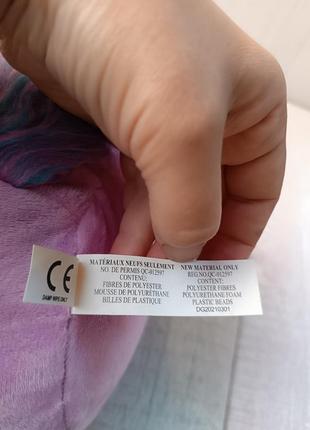 CE
DAMP WIPE ONLY
MATÉRIAUX NEUFS SEULEMENT
NO. DE PERMIS QC-012597
CONTENU:
FIBRES DE POLYESTER
MOUSSE DE POLYURÉTHANE
BILLES DE PLASTIQUE
NEW MATERIAL ONLY
REG NO.QC-012597
CONTENT:
POLYESTER FIBRES
POLYURETHANE FOAM
PLASTIC BEADS
DG20210301